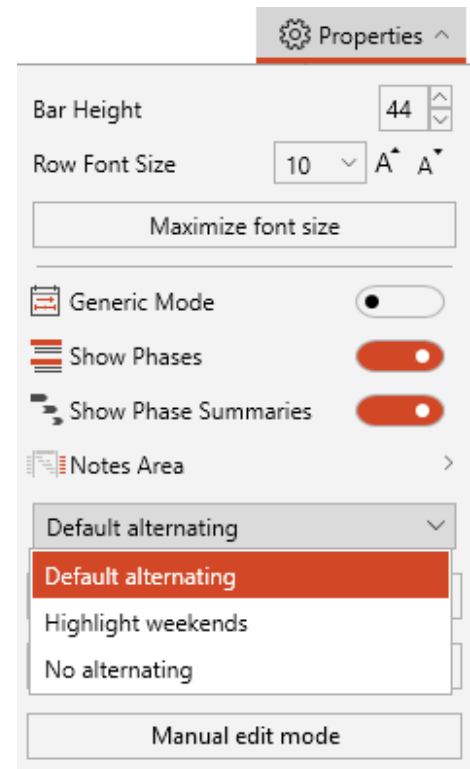 Properties
Bar Height 44
Row Font Size 10 A A
Maximize font size
Generic Mode
Show Phases
Show Phase Summaries
Notes Area
Default alternating
Default alternating
Highlight weekends
No alternating
Manual edit mode